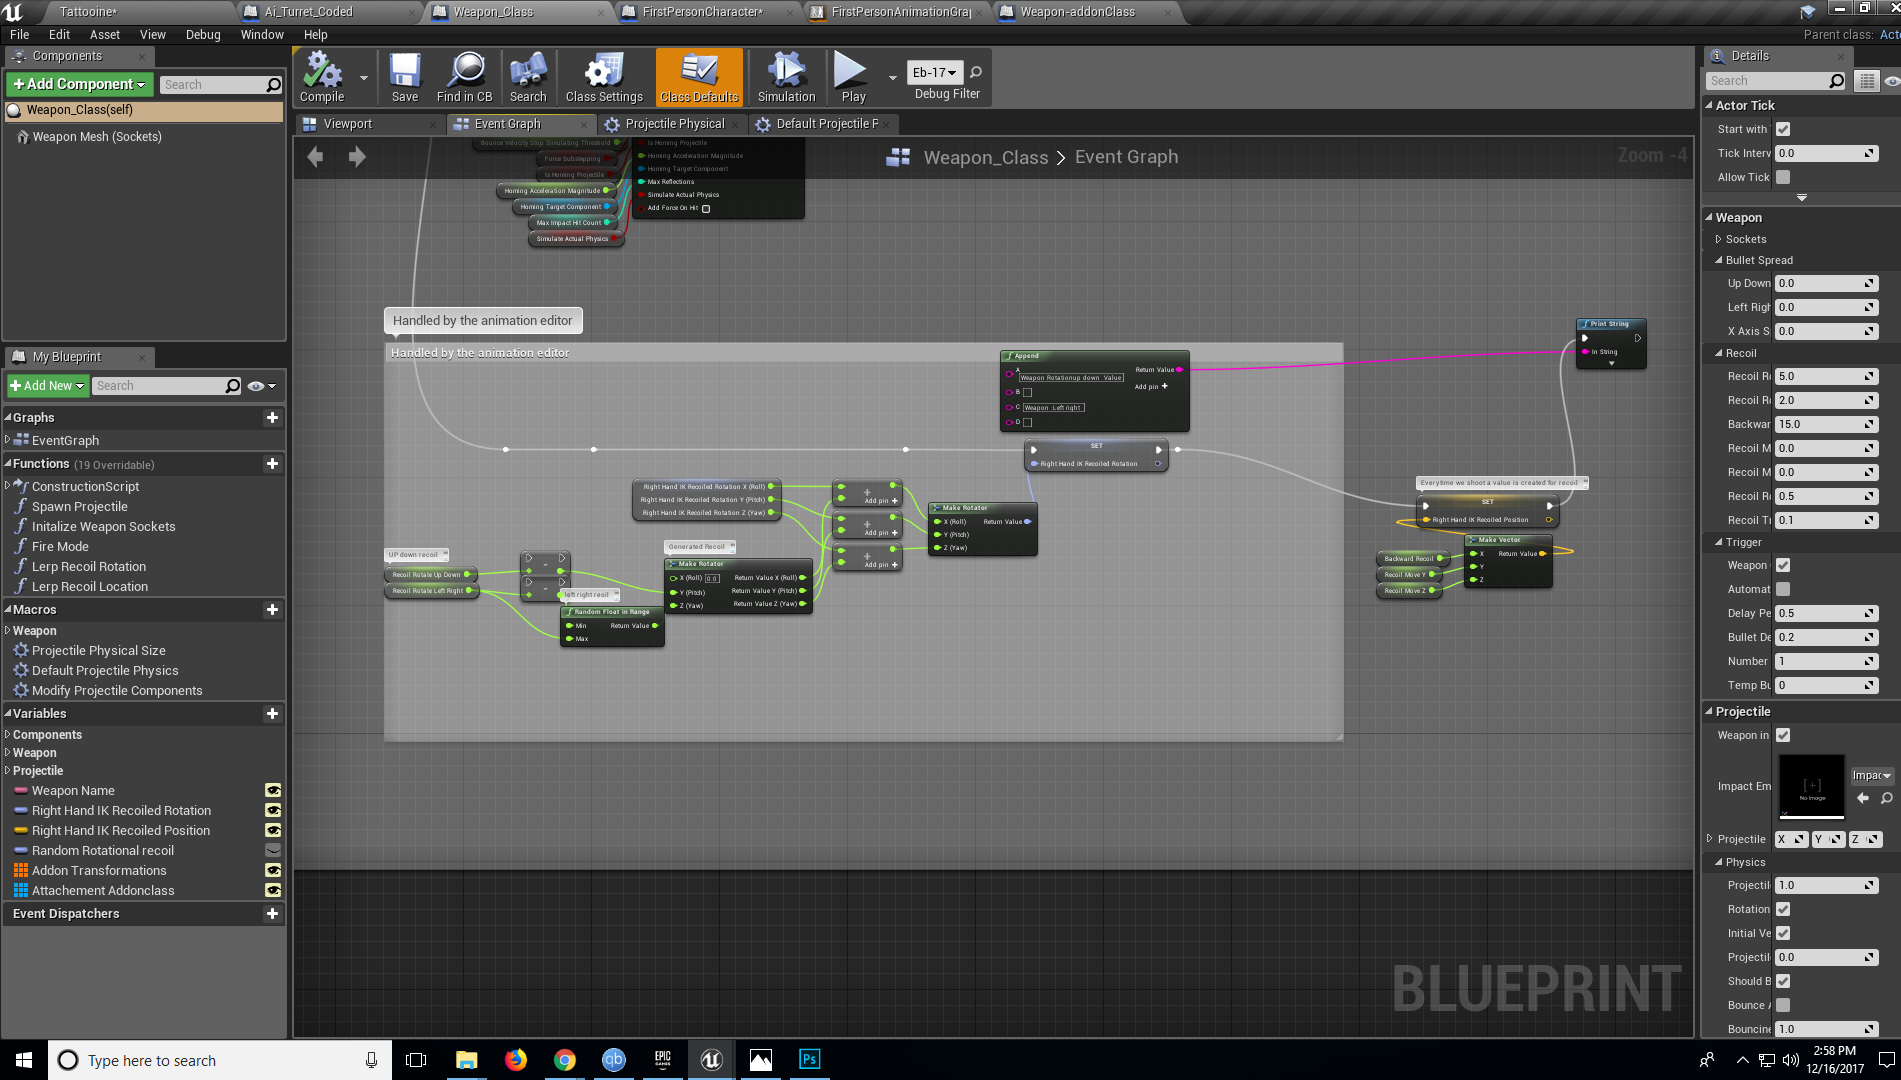 Tattooine*
Ai_Turret_Coded
Weapon_Class
FirstPersonCharacter*
FirstPersonAnimationGra
Weapon-addonClass
File Edit Asset View Debug Window Help
Parent class: Acto
Components
+Add Component
Search
Weapon_Class(self)
Weapon Mesh (Sockets)
Compile
Save
Find in CB
Search
Class Settings
Class Defaults
Simulation
Play
Eb-17
Debug Filter
Viewport
Event Graph
Projectile Physical
Default Projectile P
Weapon_Class > Event Graph
Zoom -4
Bounce Velocity Stop Simulating Threshold
Force Substepping
Is Homing Projectile
Homing Acceleration Magnitude
Homing Target Component
Max Impact Hit Count
Simulate Actual Physics
Is Homing Projectile
Homing Acceleration Magnitude
Homing Target Component
Max Reflections
Simulate Actual Physics
Add Force On Hit
Handled by the animation editor
Handled by the animation editor
Append
A
Weapon Rotationup down Value
B
C Weapon :Left right
D
Return Value
Add pin +
Print String
In String
SET
Right Hand IK Recoiled Rotation
Right Hand IK Recoiled Rotation X (Roll)
Right Hand IK Recoiled Rotation Y (Pitch)
Right Hand IK Recoiled Rotation Z (Yaw)
+
Add pin +
+
Add pin +
+
Add pin +
Make Rotator
X (Roll) Return Value
Y (Pitch)
Z (Yaw)
Everytime we shoot a value is created for recoil
SET
Right Hand IK Recoiled Position
Make Vector
X Return Value
Y
Z
Backward Recoil
Recoil Move Y
Recoil Move Z
UP down recoil
Recoil Rotate Up Down
Recoil Rotate Left Right
left right recoil
Random Float in Range
Min Return Value
Max
Generated Recoil
Make Rotator
X (Roll) 0.0 Return Value X (Roll)
Y (Pitch) Return Value Y (Pitch)
Z (Yaw) Return Value Z (Yaw)
BLUEPRINT
My Blueprint
+Add New
Search
Graphs
EventGraph
Functions (19 Overridable)
ConstructionScript
Spawn Projectile
Initalize Weapon Sockets
Fire Mode
Lerp Recoil Rotation
Lerp Recoil Location
Macros
Weapon
Projectile Physical Size
Default Projectile Physics
Modify Projectile Components
Variables
Components
Weapon
Projectile
Weapon Name
Right Hand IK Recoiled Rotation
Right Hand IK Recoiled Position
Random Rotational recoil
Addon Transformations
Attachement Addonclass
Event Dispatchers
Details
Search
Actor Tick
Start with
Tick Interv 0.0
Allow Tick
Weapon
Sockets
Bullet Spread
Up Down 0.0
Left Righ 0.0
X Axis S 0.0
Recoil
Recoil Ro 5.0
Recoil Ro 2.0
Backwar 15.0
Recoil M 0.0
Recoil M 0.0
Recoil Ro 0.5
Recoil Tr 0.1
Trigger
Weapon
Automat
Delay Pe 0.5
Bullet De 0.2
Number 1
Temp Bu 0
Projectile
Weapon in
Impact Em
[+]
No Image
Impac
Projectile X Y Z
Physics
Projectil 1.0
Rotation
Initial Ve
Projectil 0.0
Should B
Bounce A
Bouncine 1.0
Type here to search
qb
EPIC
GAMES
Ps
2:58 PM
12/16/2017